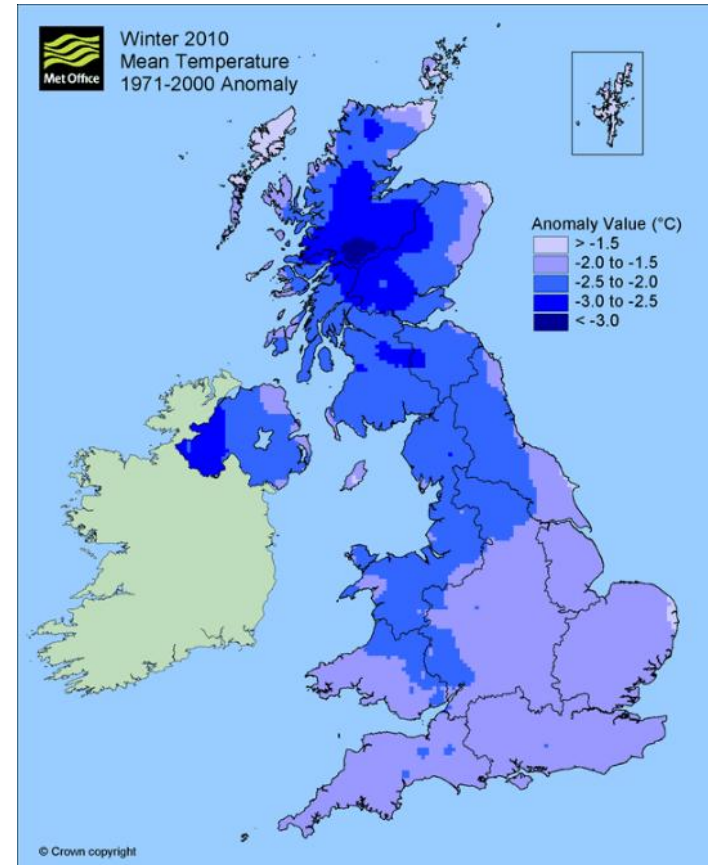 Met Office
Winter 2010
Mean Temperature
1971-2000 Anomaly
Anomaly Value (°C)
> -1.5
-2.0 to -1.5
-2.5 to -2.0
-3.0 to -2.5
< -3.0
© Crown copyright